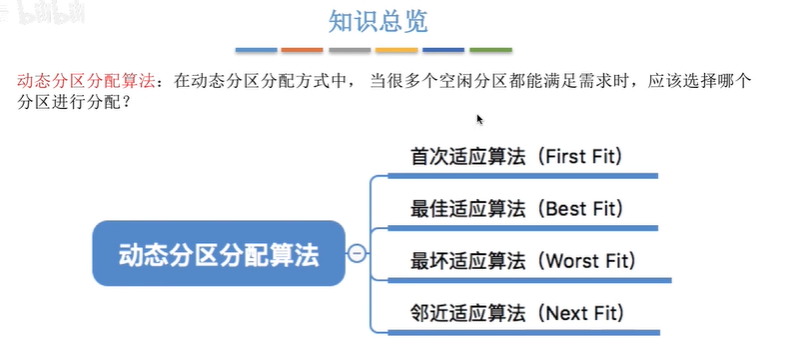 bilibili
知识总览
动态分区分配算法：在动态分区分配方式中， 当很多个空闲分区都能满足需求时，应该选择哪个
分区进行分配？
首次适应算法（First Fit）
最佳适应算法（Best Fit）
动态分区分配算法
最坏适应算法（Worst Fit）
邻近适应算法（Next Fit）